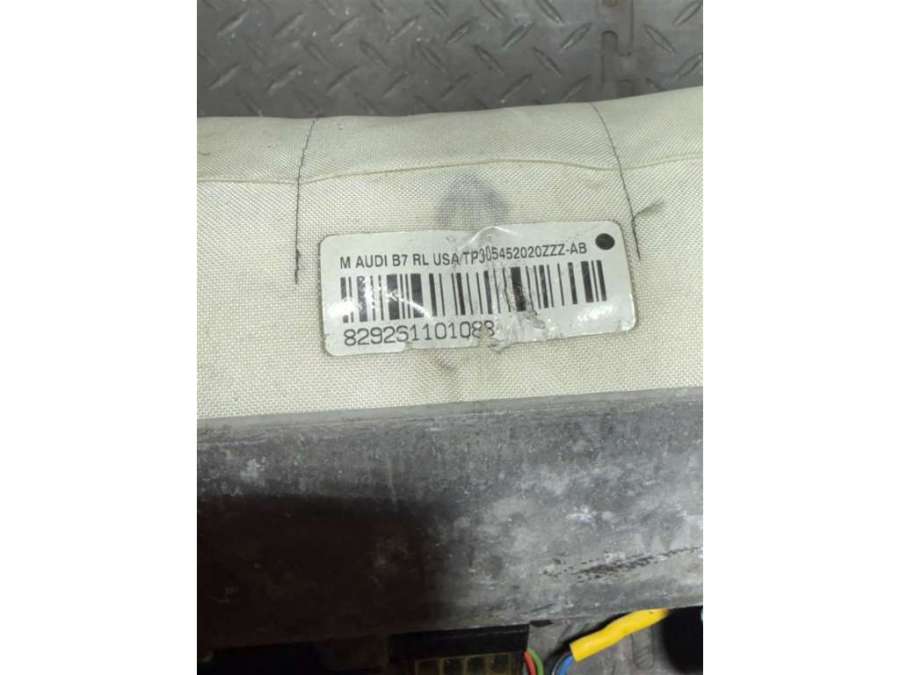 M AUDI B7 RL USA/TP305452020ZZZ-AB
829261101088